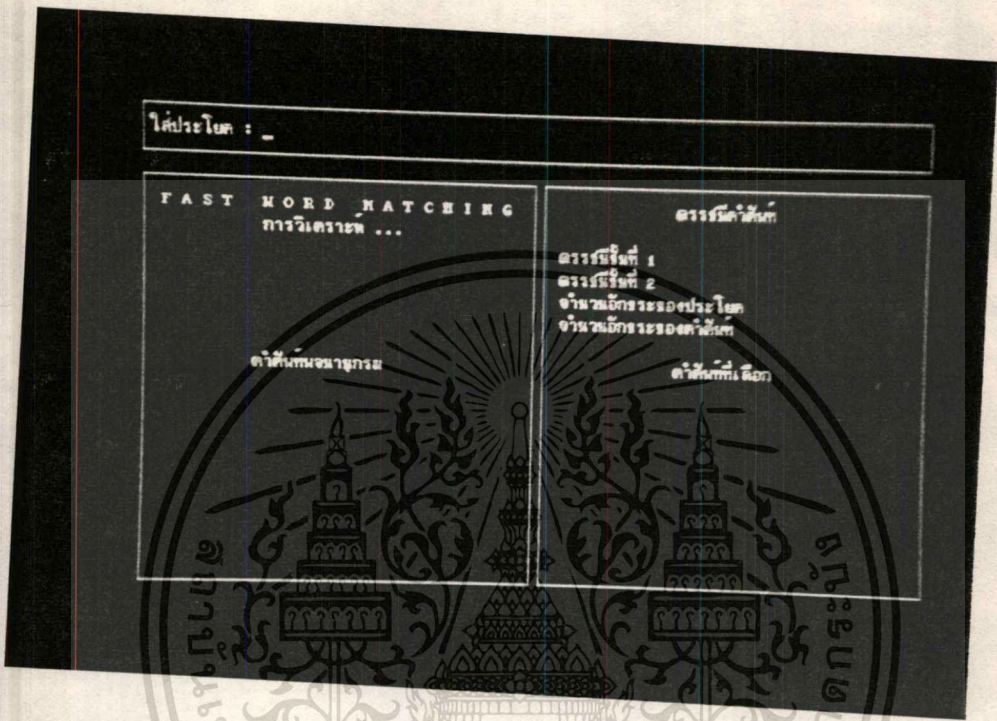 ใส่ประโยค : _
FAST WORD MATCHING
การวิเคราะห์ ...
คำศัพท์ในพจนานุกรม
ดรรชนีคำศัพท์
ดรรชนีชั้นที่ 1
ดรรชนีชั้นที่ 2
จำนวนอักขระของประโยค
จำนวนอักขระของคำศัพท์
คำศัพท์ที่เลือก